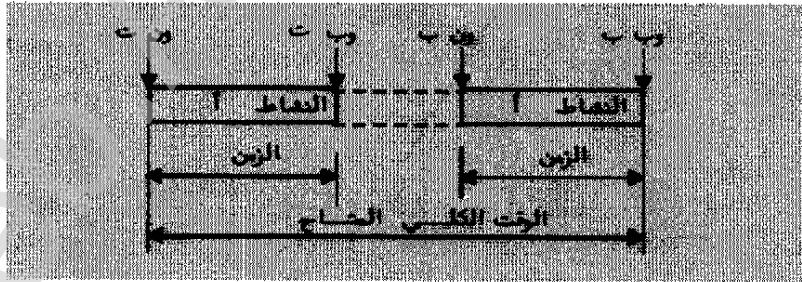 وب ب    ون ب    وب ت    ون ت
النشاط أ    النشاط أ
الزمن    الزمن
الوقت الكلي المتاح